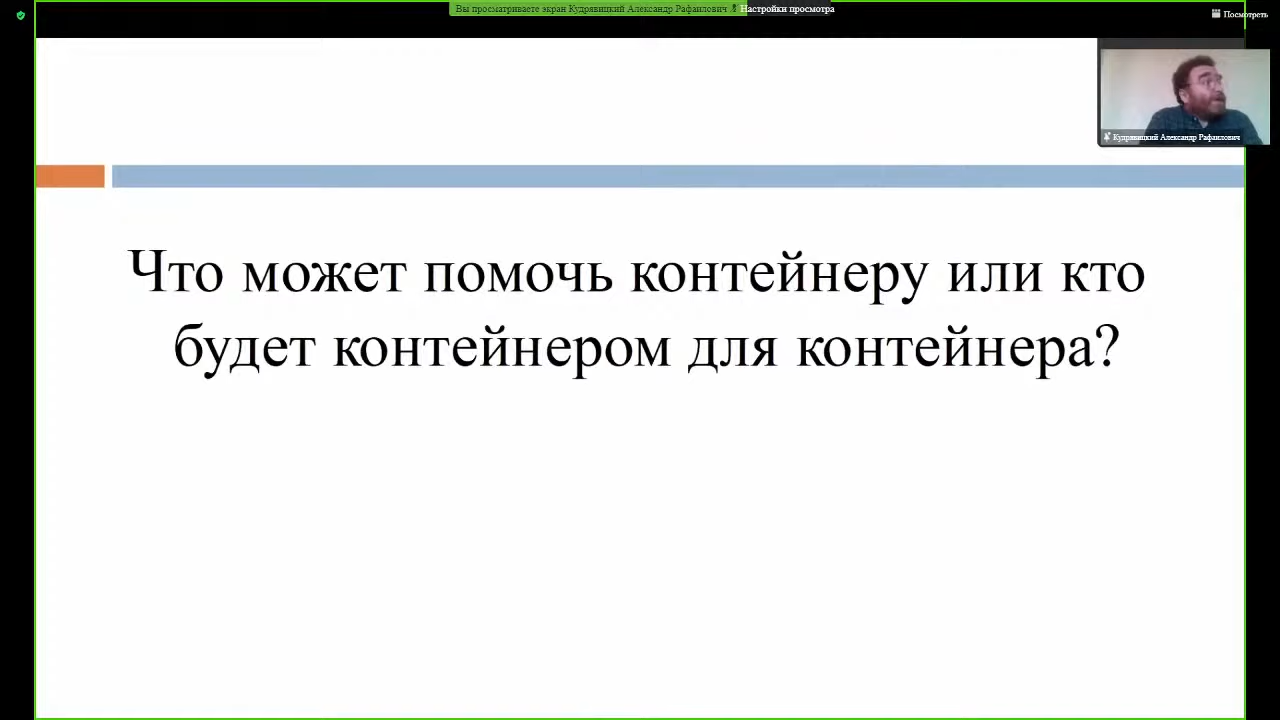 Вы просматриваете экран Кудрявицкий Александр Рафаилович
Настройки просмотра
Посмотреть
Кудрявицкий Александр Рафаилович
Что может помочь контейнеру или кто
будет контейнером для контейнера?